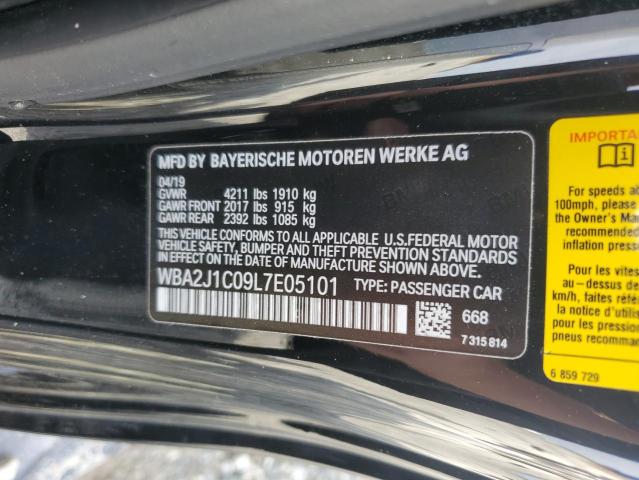 MFD BY BAYERISCHE MOTOREN WERKE AG
04/19
GVWR 4211 lbs 1910 kg
GAWR FRONT 2017 lbs 915 kg
GAWR REAR 2392 lbs 1085 kg
THIS VEHICLE CONFORMS TO ALL APPLICABLE U.S.FEDERAL MOTOR
VEHICLE SAFETY, BUMPER AND THEFT PREVENTION STANDARDS
IN EFFECT ON THE DATE OF MANUFACTURE SHOWN ABOVE.
WBA2J1C09L7E05101 TYPE: PASSENGER CAR
668
7 315 814
IMPORTA
For speeds a
100mph, please
the Owner's Ma
inflation press
Pour les vites
au-dessus de
km/h, faites
la notice d'util
pour les pression
pneus recomma
6 859 729